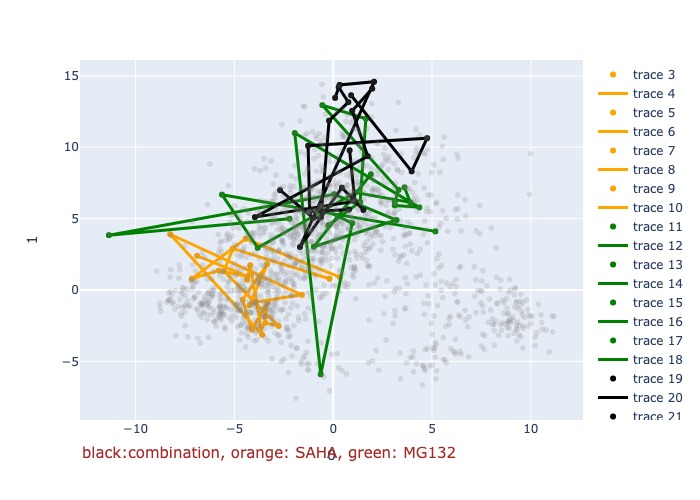 15
10
5
0
−5
1
−10
−5
0
5
10
0
black:combination, orange: SAHA, green: MG132
trace 3
trace 4
trace 5
trace 6
trace 7
trace 8
trace 9
trace 10
trace 11
trace 12
trace 13
trace 14
trace 15
trace 16
trace 17
trace 18
trace 19
trace 20
trace 21